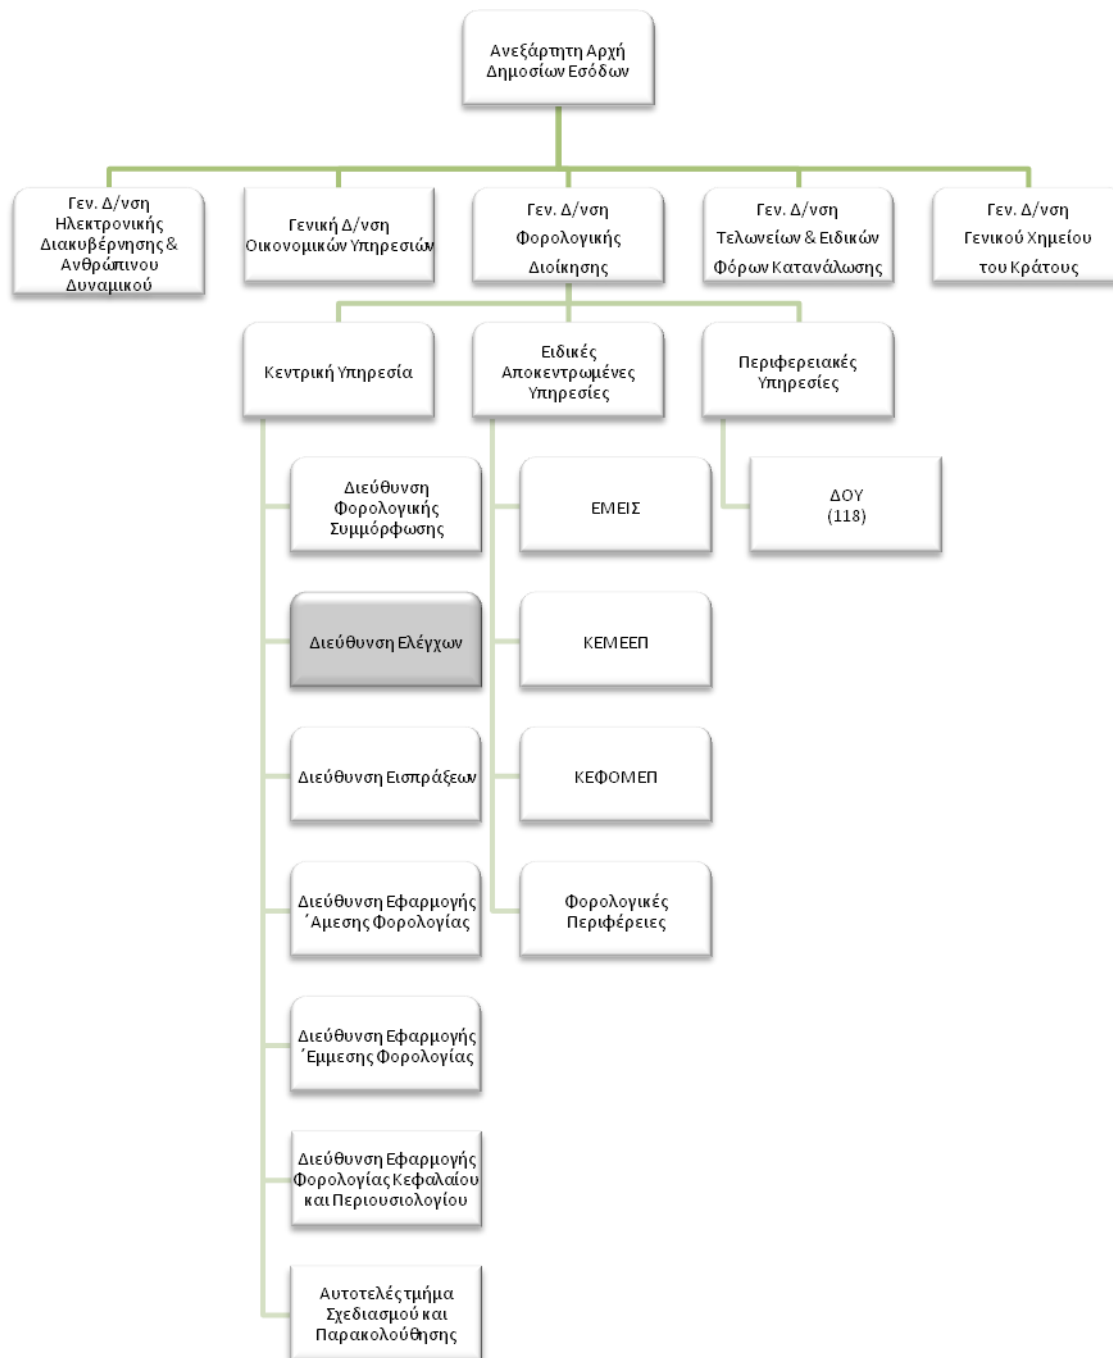 Ανεξάρτητη Αρχή
Δημοσίων Εσόδων
Γεν. Δ/νση
Ηλεκτρονικής
Διακυβέρνησης &
Ανθρώπινου
Δυναμικού
Γενική Δ/νση
Οικονομικών Υπηρεσιών
Γεν. Δ/νση
Φορολογικής
Διοίκησης
Γεν. Δ/νση
Τελωνείων & Ειδικών
Φόρων Κατανάλωσης
Γεν. Δ/νση
Γενικού Χημείου
του Κράτους
Κεντρική Υπηρεσία
Ειδικές
Αποκεντρωμένες
Υπηρεσίες
Περιφερειακές
Υπηρεσίες
Διεύθυνση
Φορολογικής
Συμμόρφωσης
ΕΜΕΙΣ
ΔΟΥ
(118)
Διεύθυνση Ελέγχων
ΚΕΜΕΕΠ
Διεύθυνση Εισπράξεων
ΚΕΦΟΜΕΠ
Διεύθυνση Εφαρμογής
΄Αμεσης Φορολογίας
Φορολογικές
Περιφέρειες
Διεύθυνση Εφαρμογής
΄Εμμεσης Φορολογίας
Διεύθυνση Εφαρμογής
Φορολογίας Κεφαλαίου
και Περιουσιολογίου
Αυτοτελές τμήμα
Σχεδιασμού και
Παρακολούθησης